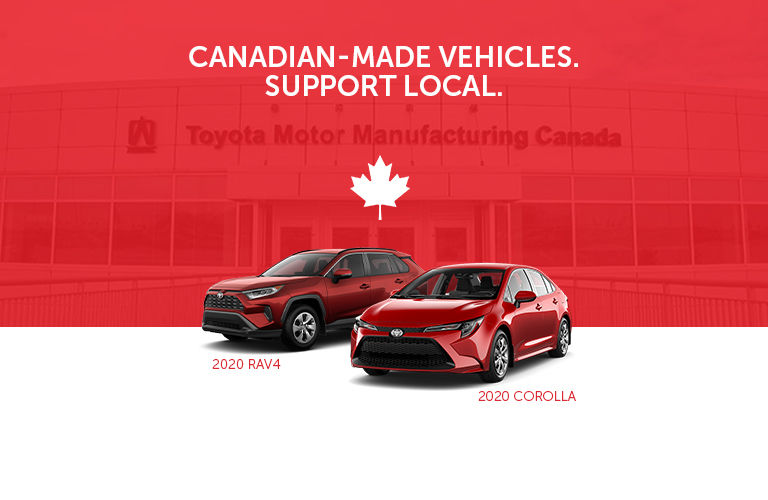 CANADIAN-MADE VEHICLES.
SUPPORT LOCAL.
Toyota Motor Manufacturing Canada
2020 RAV4
2020 COROLLA